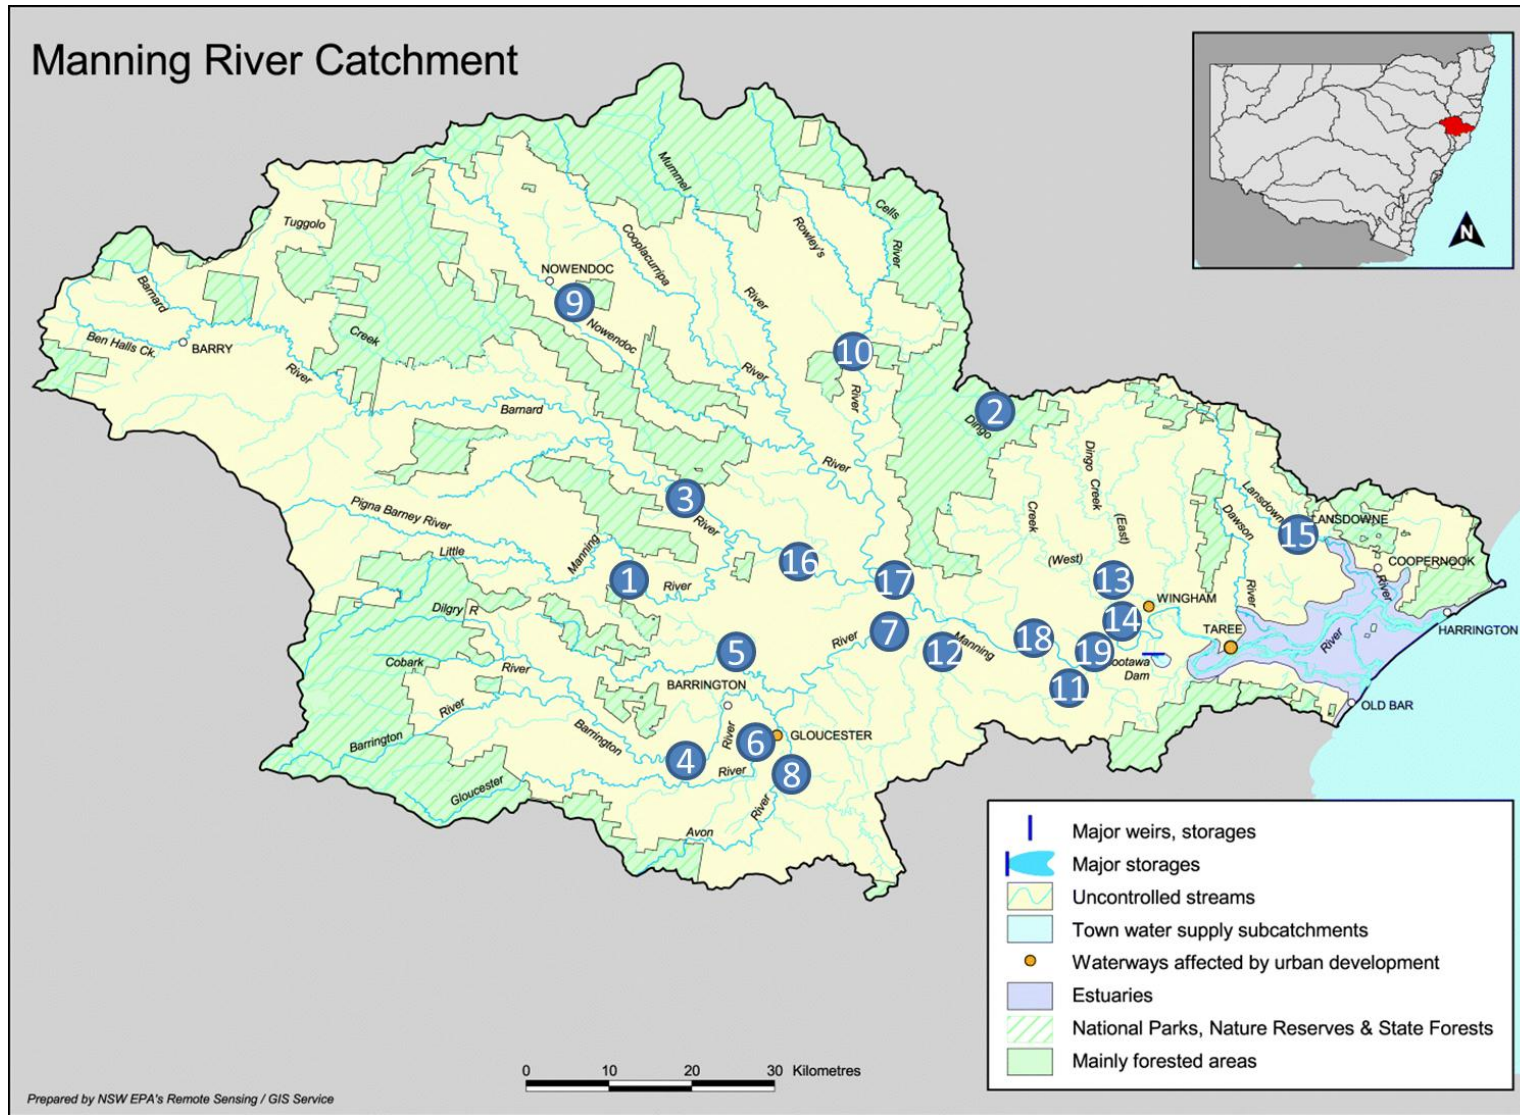 Manning River Catchment
N
Mummel
Cells
Tuggolo
Cooplacurripa
Rowley's
River
NOWENDOC
Barnard
River
9
Nowendoc
Ben Halls Ck.
BARRY
Creek
10
River
River
River
2
Barnard
Dingo
Dingo
Creek
River
3
Lansdowne
Pigna Barney River
River
Creek
Dawson
(East)
15
LANSDOWNE
Little
Manning
16
(West)
COOPERNOOK
1
River
17
13
River
River
Dilgry R
WINGHAM
14
7
River
18
TAREE
HARRINGTON
Cobark
River
5
12
Manning
19
ootawa
Dam
River
BARRINGTON
11
OLD BAR
River
Barrington
Barrington
River
6
GLOUCESTER
4
River
8
Gloucester
River
Avon
Major weirs, storages
Major storages
Uncontrolled streams
Town water supply subcatchments
Waterways affected by urban development
Estuaries
National Parks, Nature Reserves & State Forests
Mainly forested areas
0 10 20 30 Kilometres
Prepared by NSW EPA's Remote Sensing / GIS Service